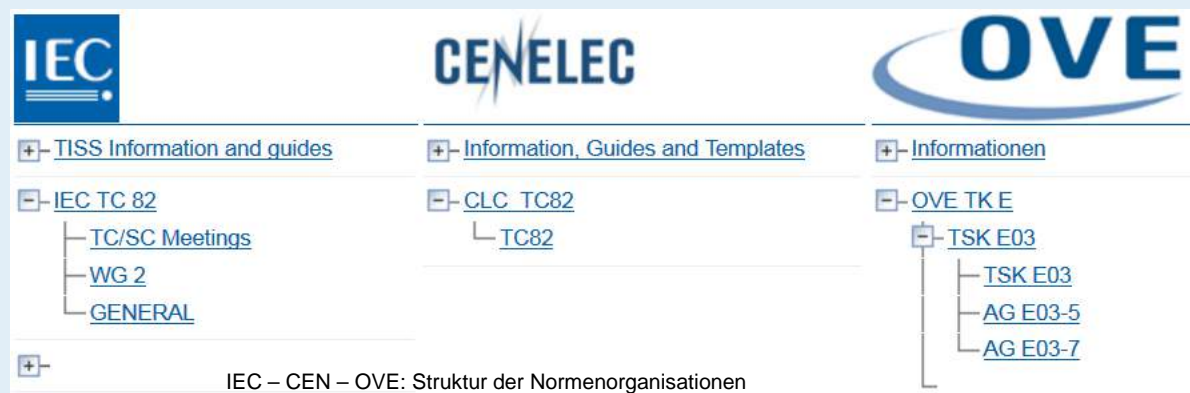 IEC
CENELEC
OVE
TISS Information and guides
Information, Guides and Templates
Informationen
IEC TC 82
TC/SC Meetings
WG 2
GENERAL
CLC TC82
TC82
OVE TK E
TSK E03
TSK E03
AG E03-5
AG E03-7
IEC – CEN – OVE: Struktur der Normenorganisationen